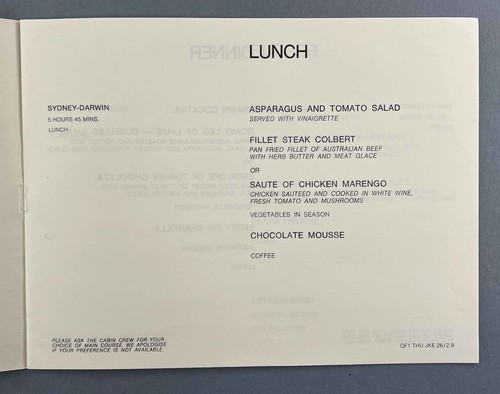 LUNCH
SYDNEY-DARWIN
5 HOURS 45 MINS.
LUNCH
ASPARAGUS AND TOMATO SALAD
SERVED WITH VINAIGRETTE
FILLET STEAK COLBERT
PAN FRIED FILLET OF AUSTRALIAN BEEF
WITH HERB BUTTER AND MEAT GLACE
OR
SAUTE OF CHICKEN MARENGO
CHICKEN SAUTEED AND COOKED IN WHITE WINE,
FRESH TOMATO AND MUSHROOMS
VEGETABLES IN SEASON
CHOCOLATE MOUSSE
COFFEE
PLEASE ASK THE CABIN CREW FOR YOUR
CHOICE OF MAIN COURSE. WE APOLOGISE
IF YOUR PREFERENCE IS NOT AVAILABLE.
QF1 THU JKE 26/2.9